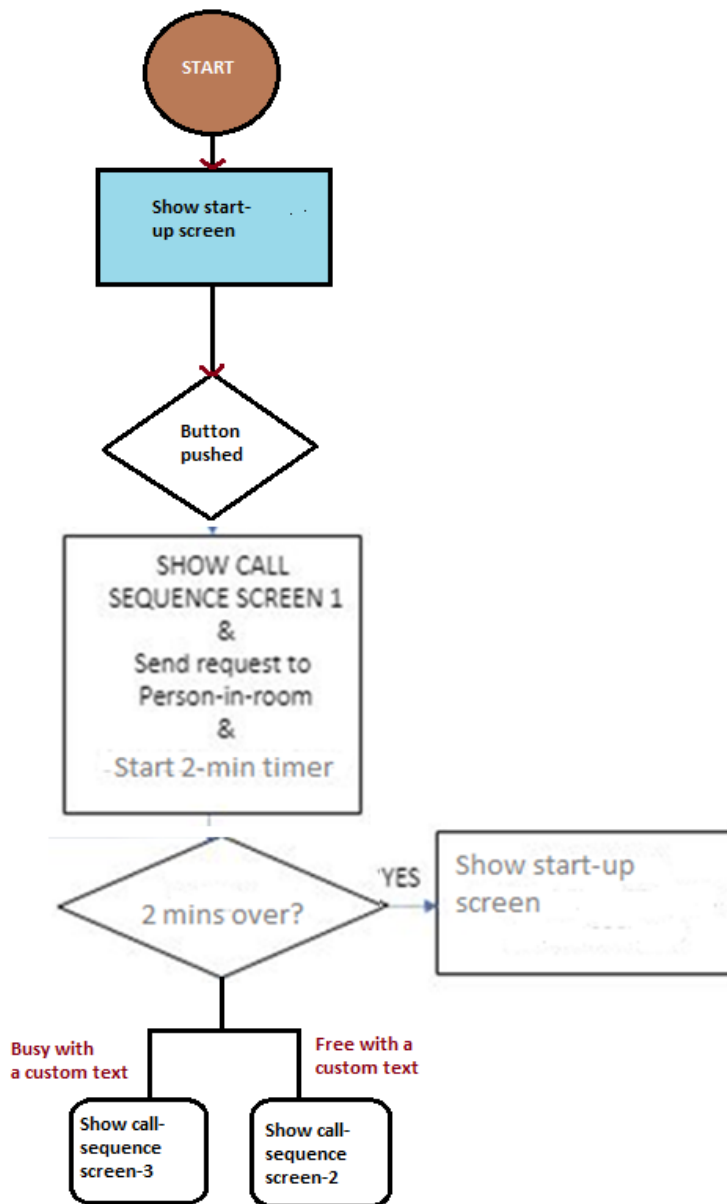 START
Show start-
up screen
Button
pushed
SHOW CALL
SEQUENCE SCREEN 1
&
Send request to
Person-in-room
&
Start 2-min timer
2 mins over?
'YES
Show start-up
screen
Busy with
a custom text
Free with a
custom text
Show call-
sequence
screen-3
Show call-
sequence
screen-2